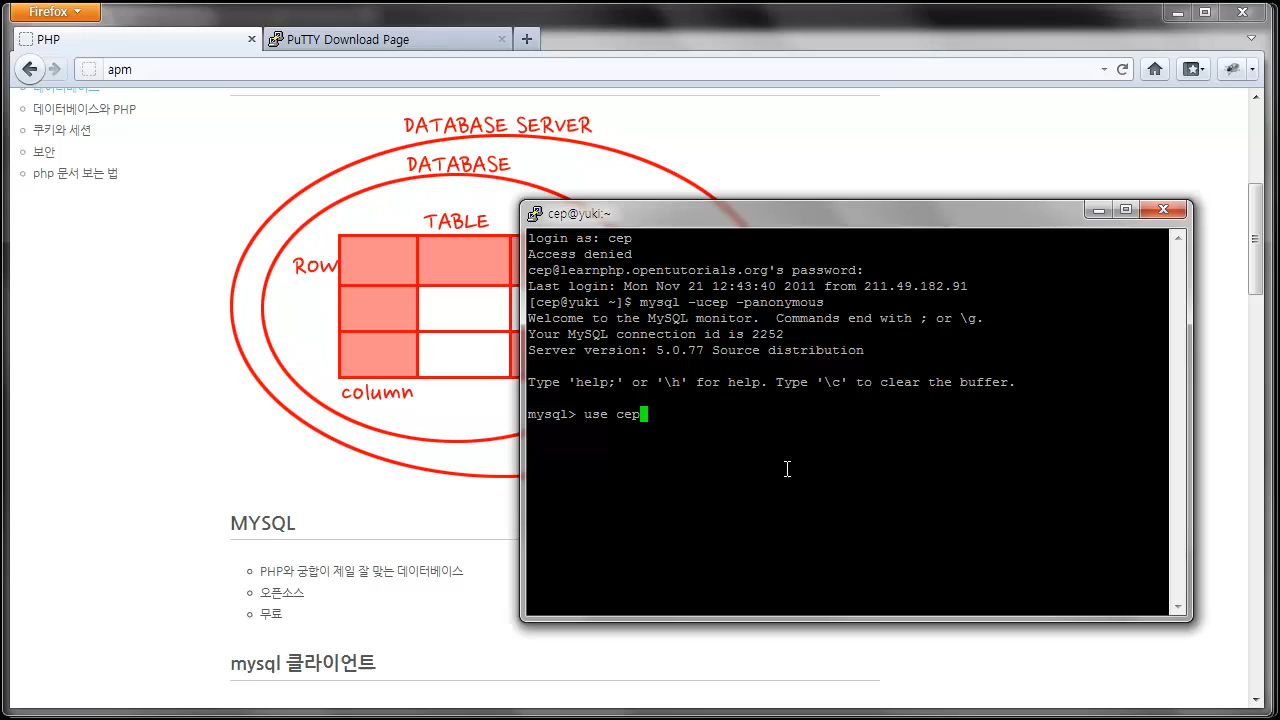 Firefox
PHP
PuTTY Download Page
apm
데이터베이스
데이터베이스와 PHP
쿠키와 세션
보안
php 문서 보는 법
DATABASE SERVER
DATABASE
TABLE
ROW
column
MYSQL
PHP와 궁합이 제일 잘 맞는 데이터베이스
오픈소스
무료
mysql 클라이언트
cep@yuki:~
login as: cep
Access denied
cep@learnphp.opentutorials.org's password:
Last login: Mon Nov 21 12:43:40 2011 from 211.49.182.91
[cep@yuki ~]$ mysql -ucep -panonymous
Welcome to the MySQL monitor.  Commands end with ; or \g.
Your MySQL connection id is 2252
Server version: 5.0.77 Source distribution
Type 'help;' or '\h' for help. Type '\c' to clear the buffer.
mysql> use cep